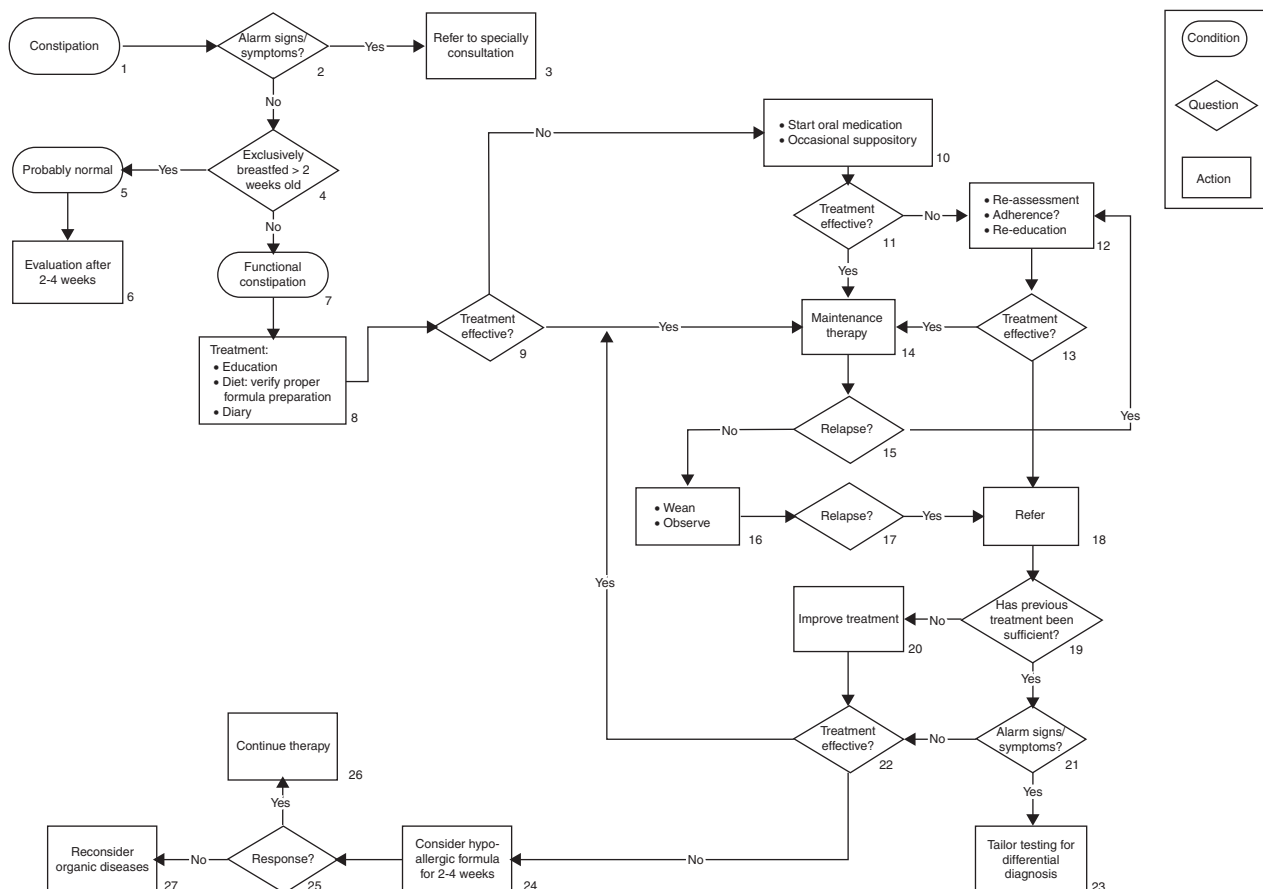 Constipation
1
Alarm signs/
symptoms?
2
Yes
Refer to specially
consultation
3
No
Exclusively
breastfed > 2
weeks old
4
Yes
Probably normal
5
Evaluation after
2-4 weeks
6
No
Functional
constipation
7
Treatment:
• Education
• Diet: verify proper
formula preparation
• Diary
8
Treatment
effective?
9
No
Yes
• Start oral medication
• Occasional suppository
10
Treatment
effective?
11
No
Yes
• Re-assessment
• Adherence?
• Re-education
12
Treatment
effective?
13
Yes
Maintenance
therapy
14
Relapse?
15
No
Yes
• Wean
• Observe
16
Relapse?
17
Yes
Refer
18
Has previous
treatment been
sufficient?
19
No
Yes
Improve treatment
20
Alarm signs/
symptoms?
21
No
Yes
Treatment
effective?
22
Yes
No
Tailor testing for
differential
diagnosis
23
Consider hypo-
allergic formula
for 2-4 weeks
24
Response?
25
Yes
No
Continue therapy
26
Reconsider
organic diseases
27
Condition
Question
Action